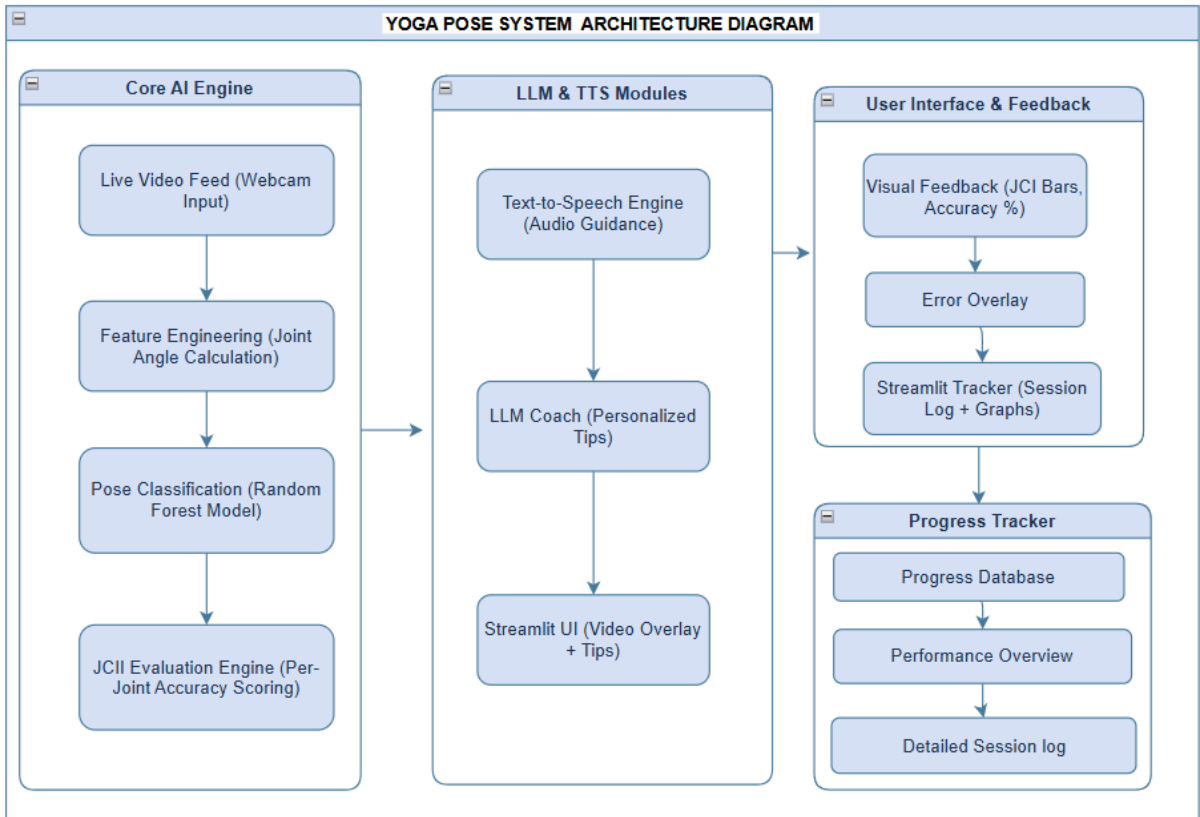 YOGA POSE SYSTEM ARCHITECTURE DIAGRAM
Core AI Engine
Live Video Feed (Webcam
Input)
Feature Engineering (Joint
Angle Calculation)
Pose Classification (Random
Forest Model)
JCII Evaluation Engine (Per-
Joint Accuracy Scoring)
LLM & TTS Modules
Text-to-Speech Engine
(Audio Guidance)
LLM Coach (Personalized
Tips)
Streamlit UI (Video Overlay
+ Tips)
User Interface & Feedback
Visual Feedback (JCI Bars,
Accuracy %)
Error Overlay
Streamlit Tracker (Session
Log + Graphs)
Progress Tracker
Progress Database
Performance Overview
Detailed Session log